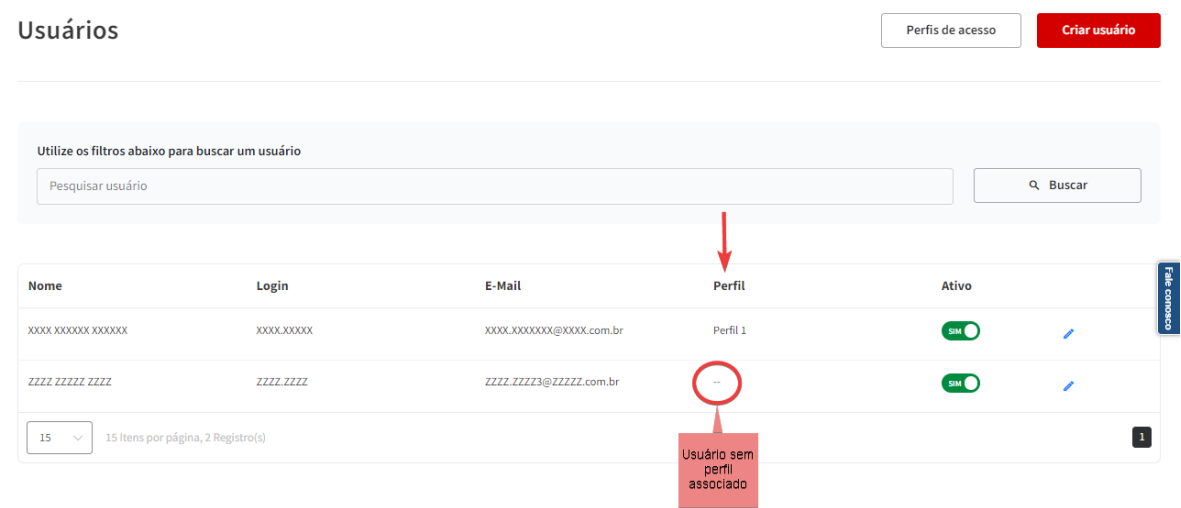 Usuários
Perfis de acesso
Criar usuário
Utilize os filtros abaixo para buscar um usuário
Pesquisar usuário
Buscar
Nome Login E-Mail Perfil Ativo
XXXX XXXXXX XXXXXX XXXX.XXXXX XXXX.XXXXXXX@XXXX.com.br Perfil 1 SIM
ZZZZ ZZZZZ ZZZZ ZZZZ.ZZZZ ZZZZ.ZZZZ3@ZZZZZ.com.br -- SIM
15 15 Itens por página, 2 Registro(s) 1
Usuário sem
perfil
associado
Fale conosco